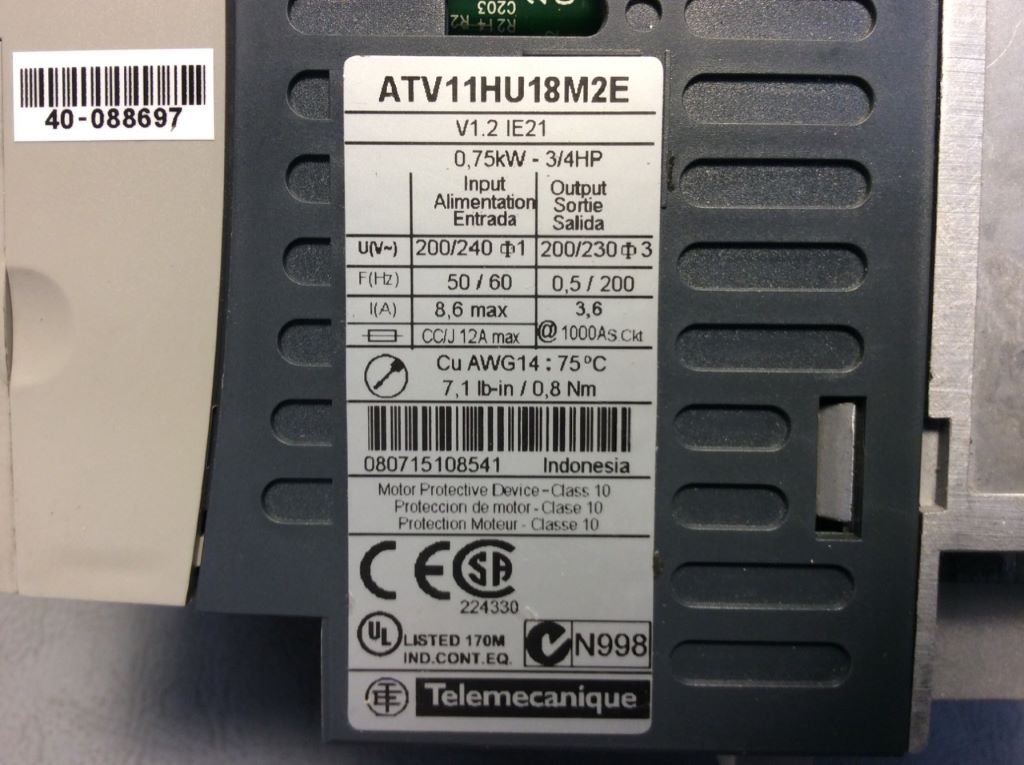 C203
R214 R2
40-088697
ATV11HU18M2E
V1.2 IE21
0,75kW - 3/4HP
Input Output
Alimentation Sortie
Entrada Salida
U(V~) 200/240 Φ1 200/230 Φ 3
F(Hz) 50 / 60 0,5 / 200
I(A) 8,6 max 3,6
CC/J 12A max @ 1000AS.Ckt
Cu AWG14 : 75°C
7,1 lb-in / 0,8 Nm
080715108541 Indonesia
Motor Protective Device - Class 10
Proteccion de motor - Clase 10
Protection Moteur - Classe 10
CE SA
224330
UL LISTED 170M
IND.CONT.EQ.
N998
TE Telemecanique